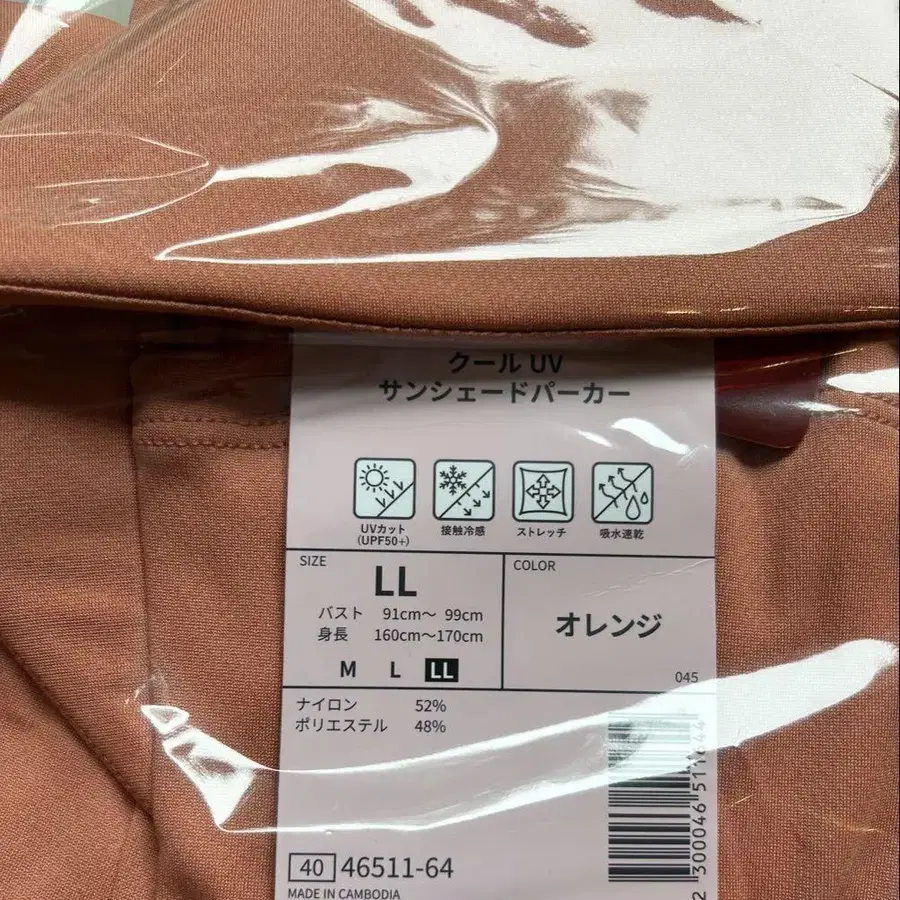 クール UV
サンシェードパーカー
UVカット
(UPF50+)
接触冷感
ストレッチ
吸水速乾
SIZE
LL
バスト 91cm～ 99cm
身長 160cm～170cm
M L LL
COLOR
オレンジ
045
ナイロン 52%
ポリエステル 48%
40 46511-64
MADE IN CAMBODIA